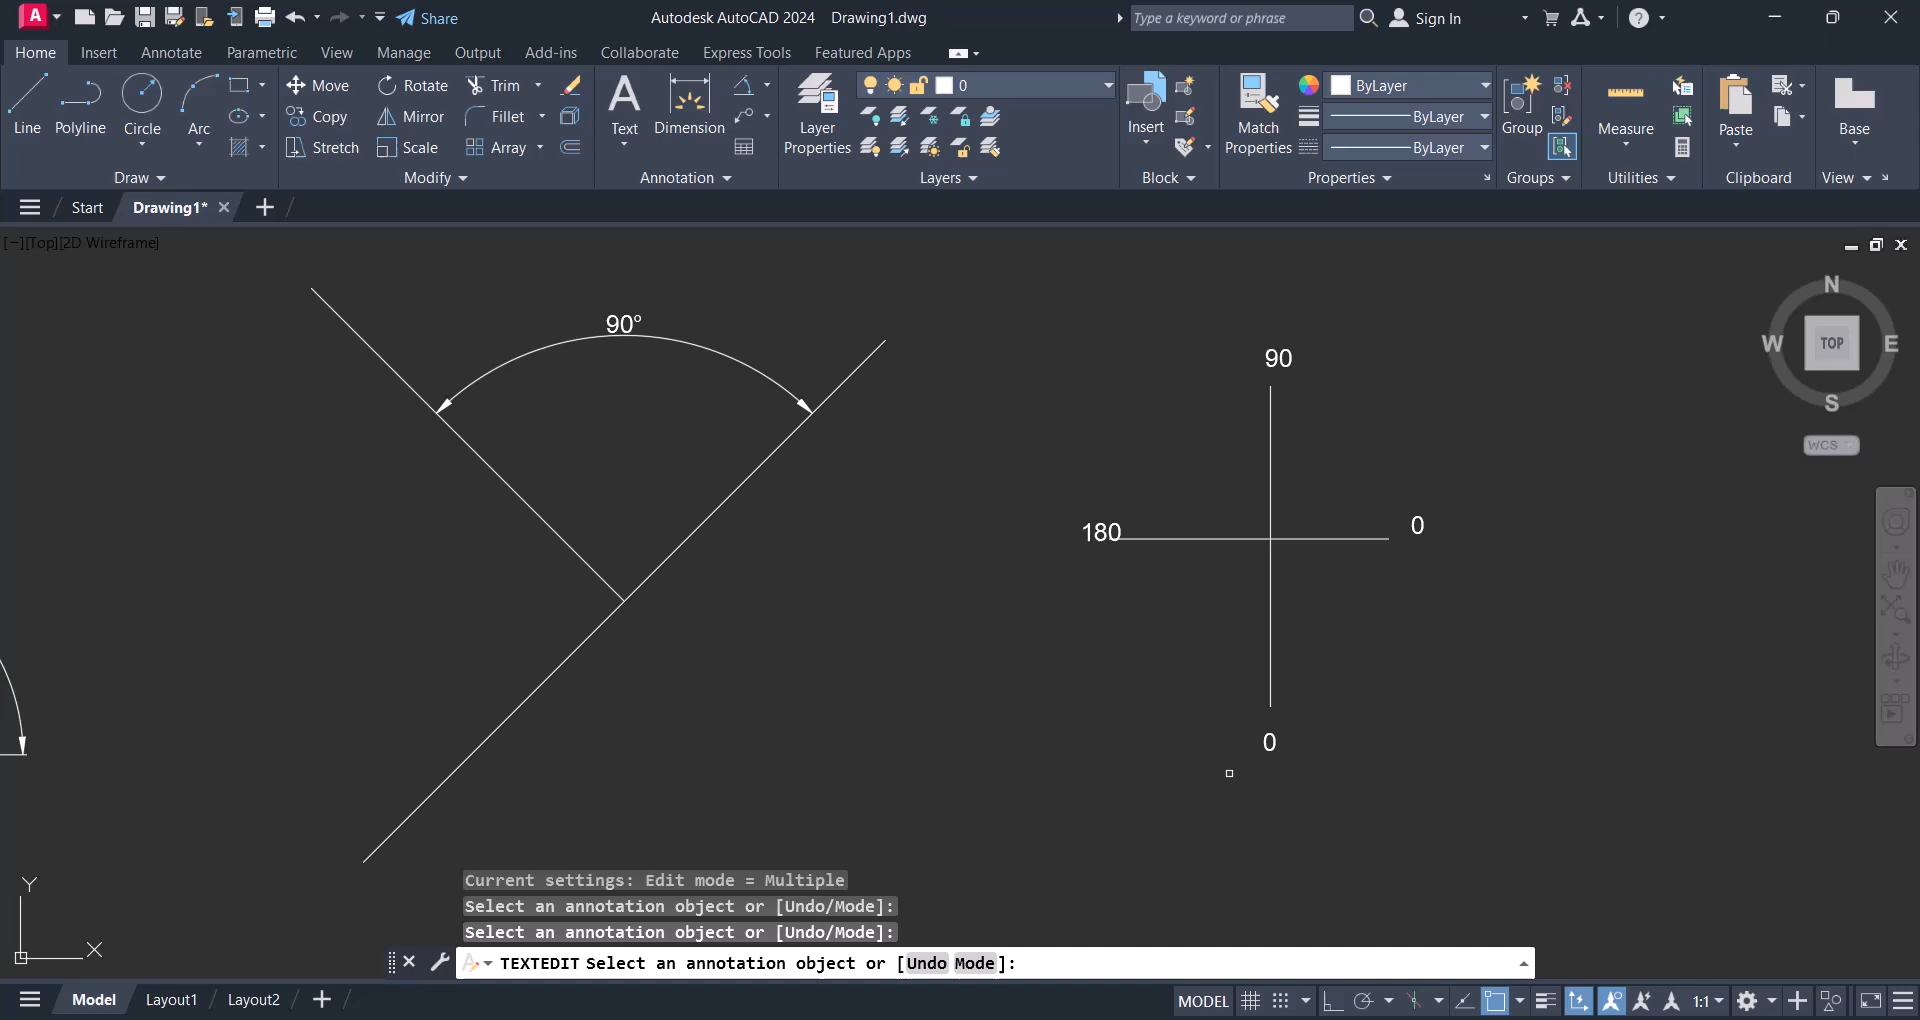 A
Share
Autodesk AutoCAD 2024 Drawing1.dwg
Type a keyword or phrase
Sign In
Home Insert Annotate Parametric View Manage Output Add-ins Collaborate Express Tools Featured Apps
Line Polyline Circle Arc
Draw
Move Rotate Trim
Copy Mirror Fillet
Stretch Scale Array
Modify
A
Text Dimension
Annotation
Layer Properties
0
Layers
Insert
Block
Match Properties
ByLayer
ByLayer
ByLayer
Properties
Group
Groups
Measure
Utilities
Paste
Clipboard
Base
View
Start Drawing1*
[−][Top][2D Wireframe]
N
W TOP E
S
WCS
90°
90
180 0
0
Y
X
Current settings: Edit mode = Multiple
Select an annotation object or [Undo/Mode]:
Select an annotation object or [Undo/Mode]:
TEXTEDIT Select an annotation object or [Undo Mode]:
Model Layout1 Layout2
MODEL
1:1